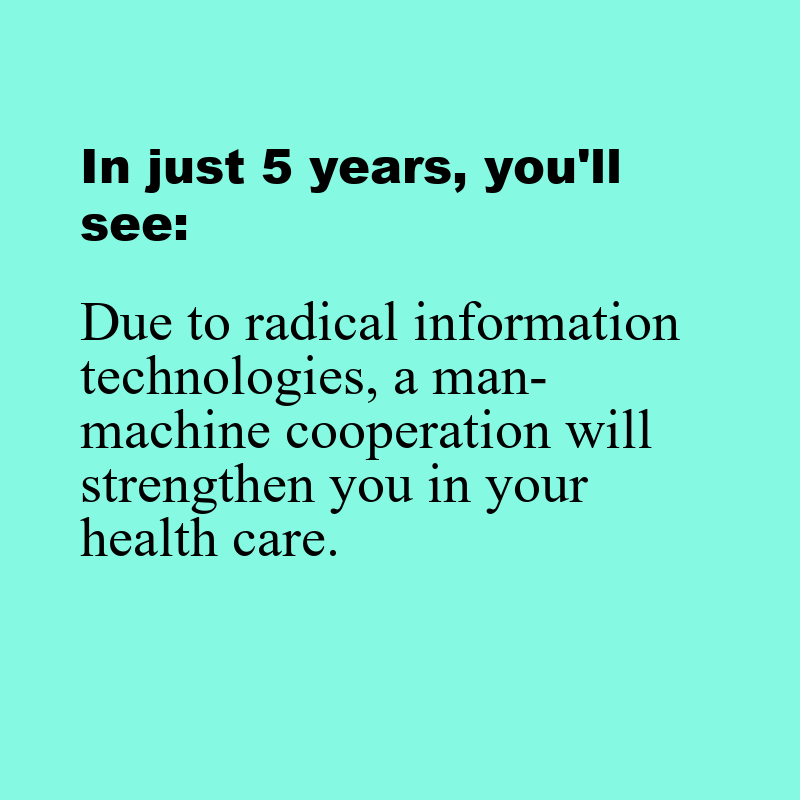 In just 5 years, you'll
see:
Due to radical information
technologies, a man-
machine cooperation will
strengthen you in your
health care.